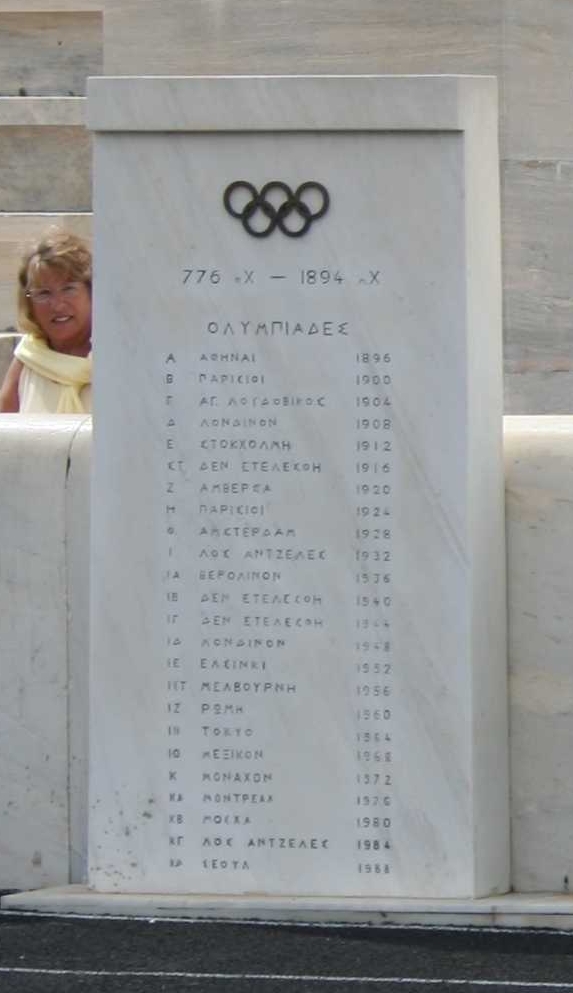 776 πΧ — 1894 μΧ
ΟΛΥΜΠΙΑΔΕΣ
Α ΑΘΗΝΑΙ 1896
Β ΠΑΡΙΣΙΟΙ 1900
Γ ΑΓ. ΛΟΥΔΟΒΙΚΟΣ 1904
Δ ΛΟΝΔΙΝΟΝ 1908
Ε ΣΤΟΚΧΟΛΜΗ 1912
ΣΤ ΔΕΝ ΕΤΕΛΕΣΘΗ 1916
Ζ ΑΜΒΕΡΣΑ 1920
Η ΠΑΡΙΣΙΟΙ 1924
Θ ΑΜΣΤΕΡΔΑΜ 1928
Ι ΛΟΣ ΑΝΤΖΕΛΕΣ 1932
ΙΑ ΒΕΡΟΛΙΝΟΝ 1936
ΙΒ ΔΕΝ ΕΤΕΛΕΣΘΗ 1940
ΙΓ ΔΕΝ ΕΤΕΛΕΣΘΗ 1944
ΙΔ ΛΟΝΔΙΝΟΝ 1948
ΙΕ ΕΛΣΙΝΚΙ 1952
ΙΣΤ ΜΕΛΒΟΥΡΝΗ 1956
ΙΖ ΡΩΜΗ 1960
ΙΗ ΤΟΚΥΟ 1964
ΙΘ ΜΕΞΙΚΟΝ 1968
Κ ΜΟΝΑΧΟΝ 1972
ΚΑ ΜΟΝΤΡΕΑΛ 1976
ΚΒ ΜΟΣΧΑ 1980
ΚΓ ΛΟΣ ΑΝΤΖΕΛΕΣ 1984
ΚΔ ΣΕΟΥΛ 1988